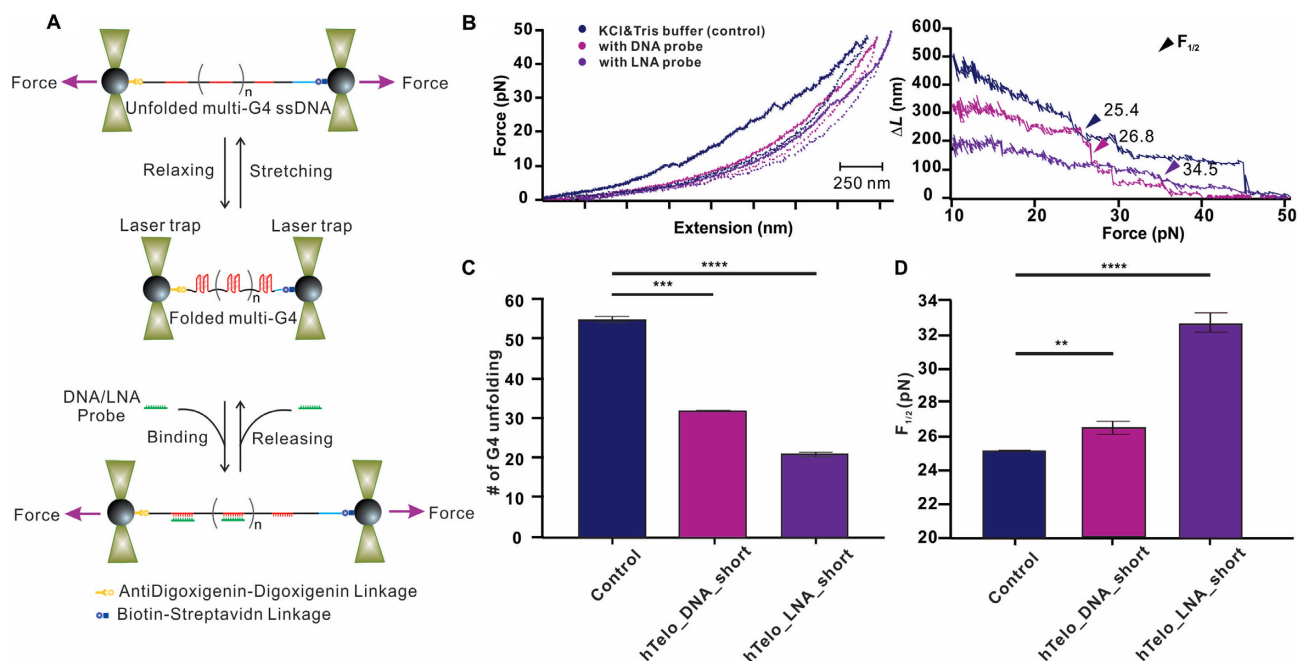 A
Force
Force
n
Unfolded multi-G4 ssDNA
Relaxing
Stretching
Laser trap
Laser trap
n
Folded multi-G4
DNA/LNA
Probe
Binding
Releasing
Force
Force
n
AntiDigoxigenin-Digoxigenin Linkage
Biotin-Streptavidn Linkage
B
KCl&Tris buffer (control)
with DNA probe
with LNA probe
50
40
30
20
10
0
Force (pN)
250 nm
Extension (nm)
F1/2
600
500
400
300
200
100
0
ΔL (nm)
25.4
26.8
34.5
10
20
30
40
50
Force (pN)
C
****
***
60
50
40
30
20
10
0
# of G4 unfolding
Control
hTelo_DNA_short
hTelo_LNA_short
D
****
**
34
32
30
28
26
24
22
20
F1/2 (pN)
Control
hTelo_DNA_short
hTelo_LNA_short